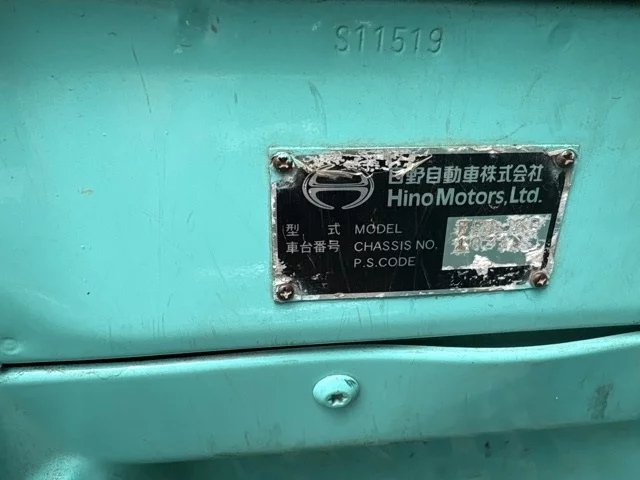 S11519
日野自動車株式会社
Hino Motors, Ltd.
型 式 MODEL
車台番号 CHASSIS NO.
P.S.CODE